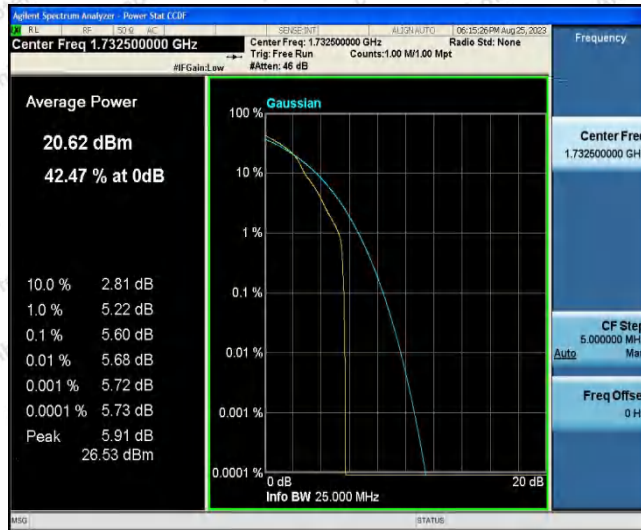 Agilent Spectrum Analyzer - Power Stat CCDF
RL RF 50 Ω AC SENSE:INT ALIGN AUTO 06:15:26 PM Aug 25, 2023
Center Freq 1.732500000 GHz
Center Freq: 1.732500000 GHz Radio Std: None
Trig: Free Run Counts:1.00 M/1.00 Mpt
#IFGain:Low #Atten: 46 dB
Frequency
Average Power
20.62 dBm
42.47 % at 0dB
10.0 % 2.81 dB
1.0 % 5.22 dB
0.1 % 5.60 dB
0.01 % 5.68 dB
0.001 % 5.72 dB
0.0001 % 5.73 dB
Peak 5.91 dB
26.53 dBm
Gaussian
100 %
10 %
1 %
0.1 %
0.01 %
0.001 %
0.0001 %
0 dB 20 dB
Info BW 25.000 MHz
Center Fre
1.732500000 GH
CF Step
5.000000 MH
Auto Ma
Freq Offse
0 H
MSG STATUS